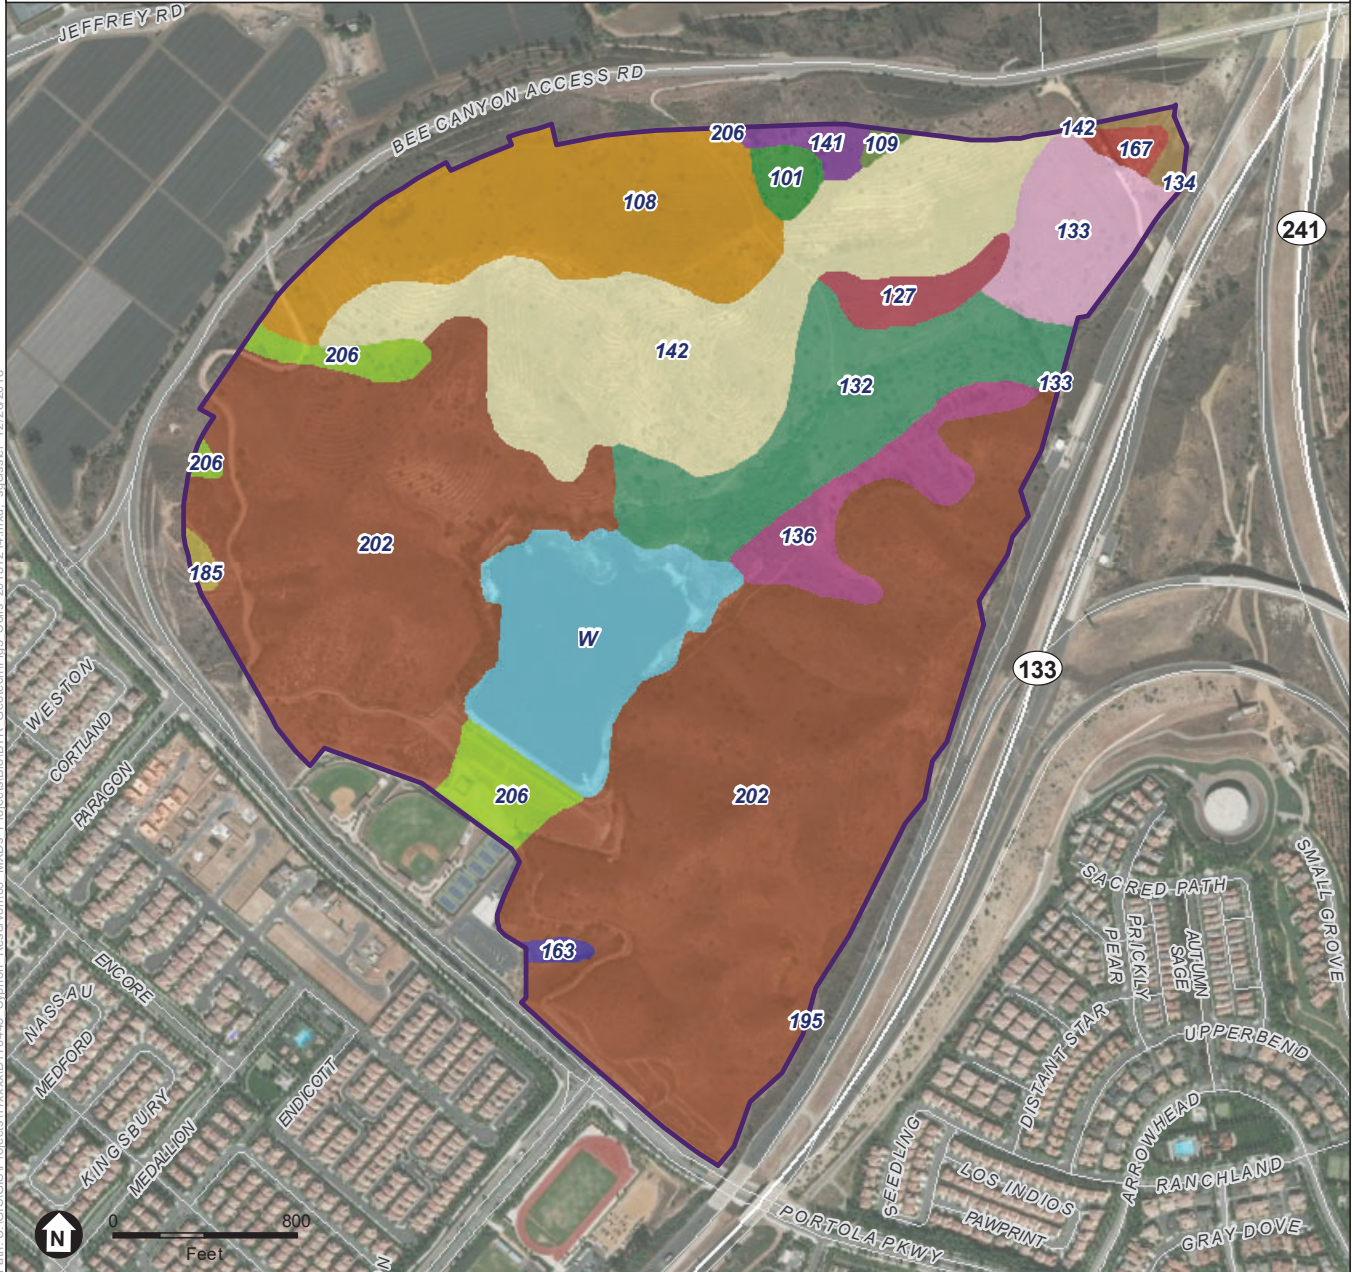 JEFFREY RD
BEE CANYON ACCESS RD
206
141
109
142
167
134
101
108
133
241
127
206
142
132
133
206
202
136
185
W
133
206
202
163
195
WESTON
CORTLAND
PARAGON
ENCORE
NASSAU
MEDFORD
KINGSBURY
MEDALLION
ENDICOTT
SACRED PATH
PRICKLY
PEAR
AUTUMN
SAGE
SMALL GROVE
DISTANT STAR
UPPER BEND
ARROWHEAD
SEEDLING
LOS INDIOS
RANCHLAND
PAWPRINT
GRAY DOVE
PORTOLA PKWY
N
0 800
Feet
N